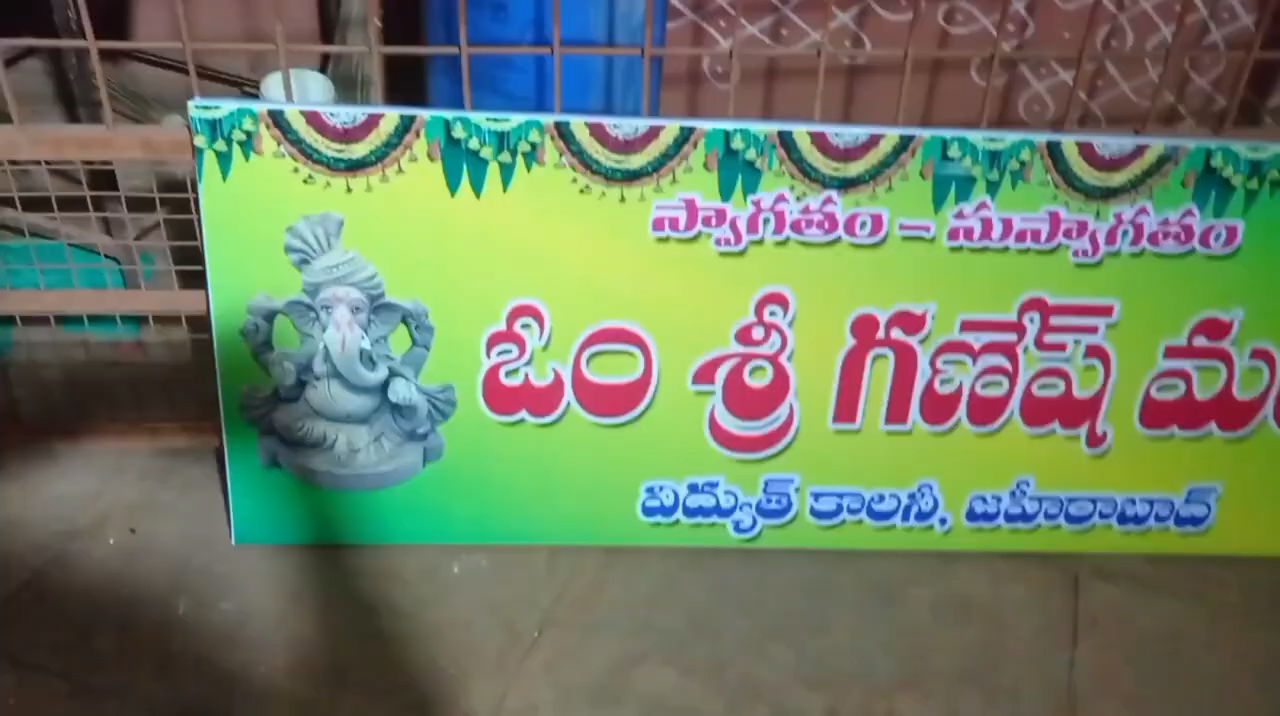 స్వాగతం – సుస్వాగతం
ఓం శ్రీ గణేష్
విద్యుత్ కాలనీ, జహీరాబాద్